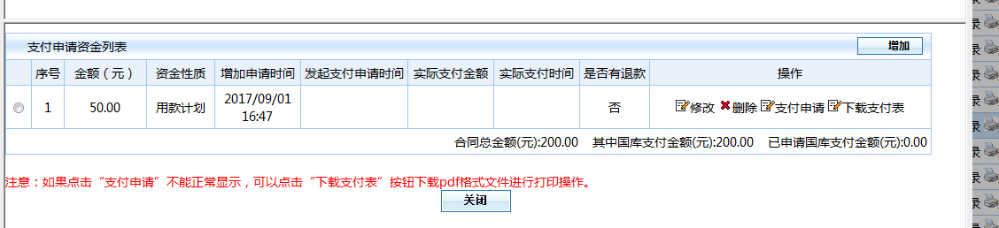 支付申请资金列表 增加
序号 金额（元） 资金性质 增加申请时间 发起支付申请时间 实际支付金额 实际支付时间 是否有退款 操作
1 50.00 用款计划 2017/09/01 16:47 否 修改 删除 支付申请 下载支付表
合同总金额(元):200.00 其中国库支付金额(元):200.00 已申请国库支付金额(元):0.00
注意：如果点击“支付申请”不能正常显示，可以点击“下载支付表”按钮下载pdf格式文件进行打印操作。
关闭
录
录
录
录
录
录
录
录